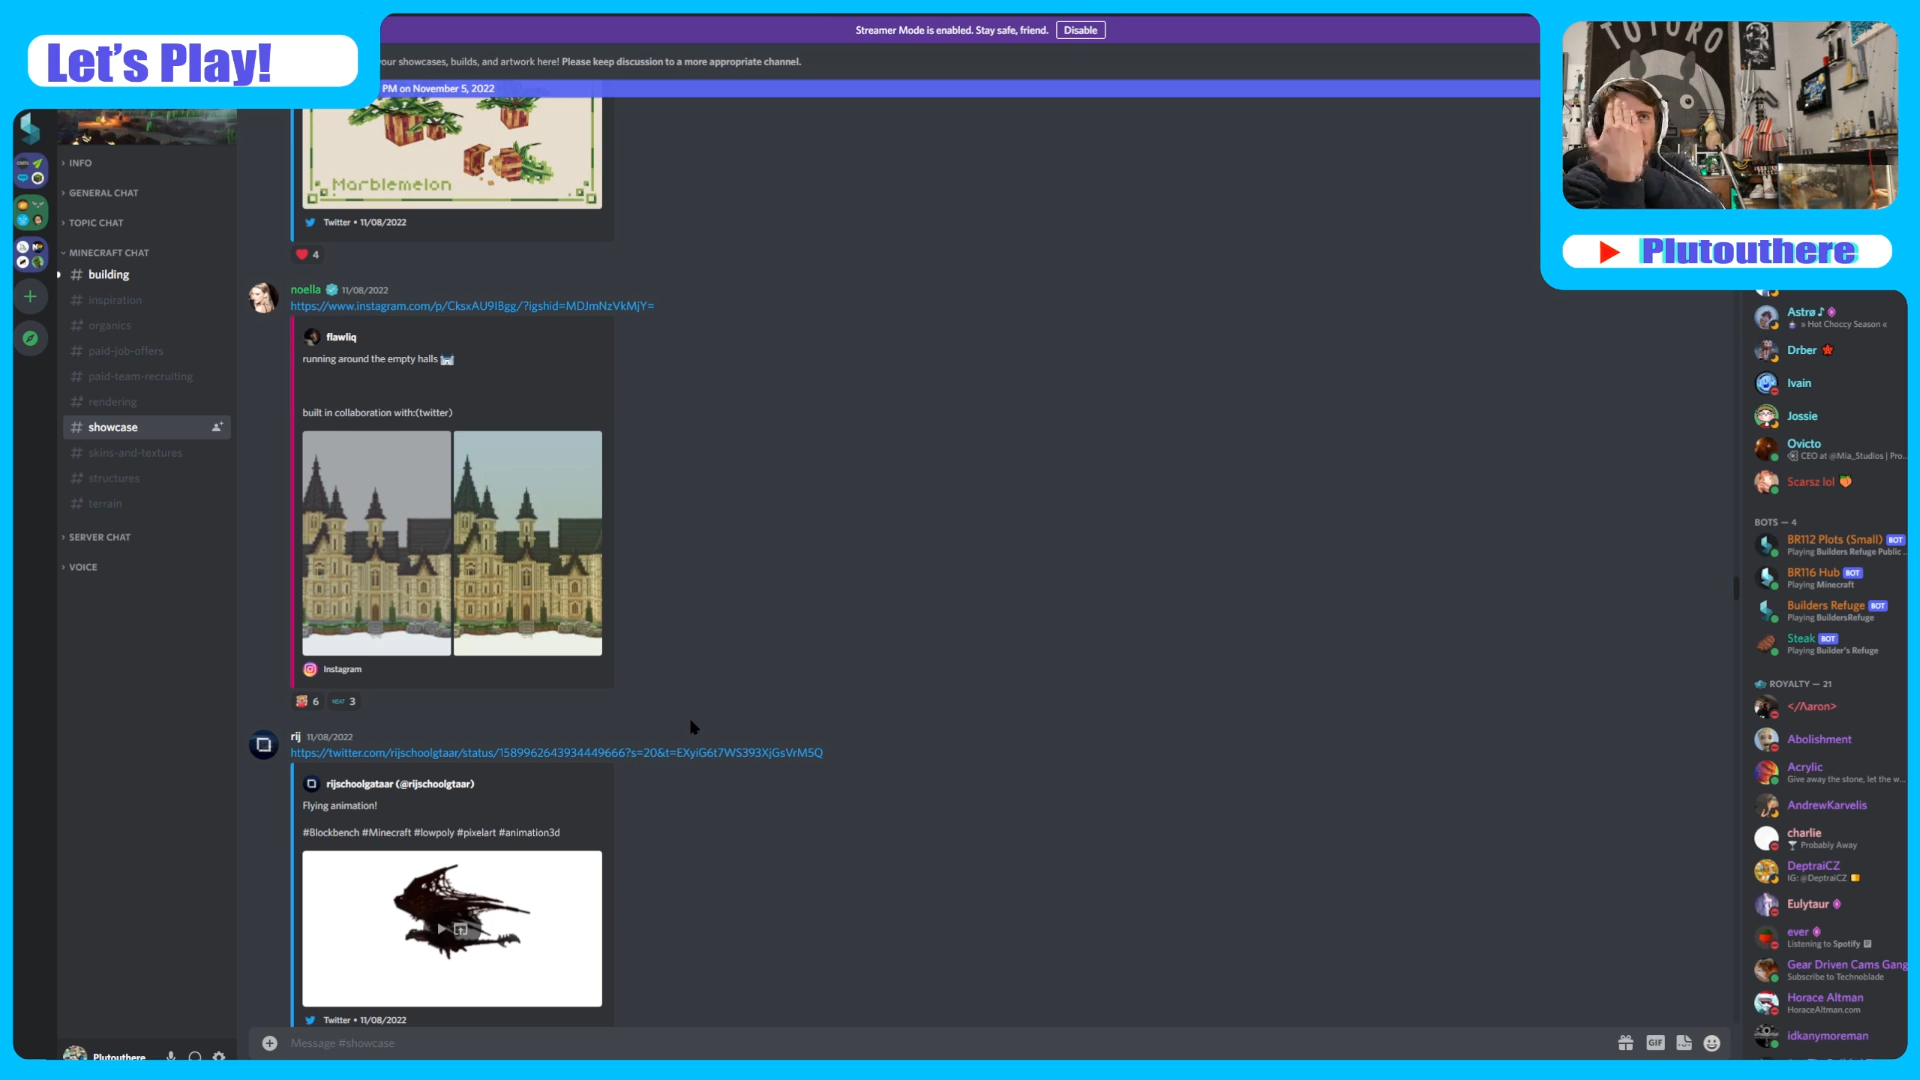 Let's Play!
Streamer Mode is enabled. Stay safe, friend.
Disable
our showcases, builds, and artwork here! Please keep discussion to a more appropriate channel.
PM on November 5, 2022
TOTORO
Plutouthere
INFO
GENERAL CHAT
TOPIC CHAT
MINECRAFT CHAT
building
inspiration
organics
paid-job-offers
paid-team-recruiting
rendering
showcase
skins-and-textures
structures
terrain
SERVER CHAT
VOICE
Plutouthere
Marblemelon
Twitter • 11/08/2022
4
noella 11/08/2022
https://www.instagram.com/p/CksxAU9IBgg/?igshid=MDJmNzVkMjY=
flawliq
running around the empty halls
built in collaboration with:(twitter)
Instagram
6
NEAT 3
rij 11/08/2022
https://twitter.com/rijschoolgtaar/status/1589962643934449666?s=20&t=EXyiG6t7WS393XjGsVrM5Q
rijschoolgataar (@rijschoolgtaar)
Flying animation!
#Blockbench #Minecraft #lowpoly #pixelart #animation3d
Twitter • 11/08/2022
Message #showcase
GIF
Astrø♪
» Hot Choccy Season «
Drber
Ivain
Jossie
Ovicto
CEO at @Mia_Studios | Pro...
Scarsz lol
BOTS — 4
BR112 Plots (Small) BOT
Playing Builders Refuge Public ...
BR116 Hub BOT
Playing Minecraft
Builders Refuge BOT
Playing BuildersRefuge
Steak BOT
Playing Builder's Refuge
ROYALTY — 21
</Λaron>
Abolishment
Acrylic
Give away the stone, let the w...
AndrewKarvelis
charlie
Probably Away
DeptraiCZ
IG: @DeptraiCZ
Eulytaur
ever
Listening to Spotify
Gear Driven Cams Gang
Subscribe to Technoblade
Horace Altman
HoraceAltman.com
idkanymoreman